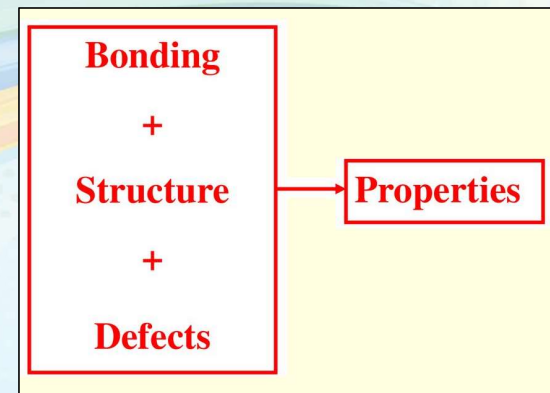 Bonding
+
Structure
+
Defects
Properties